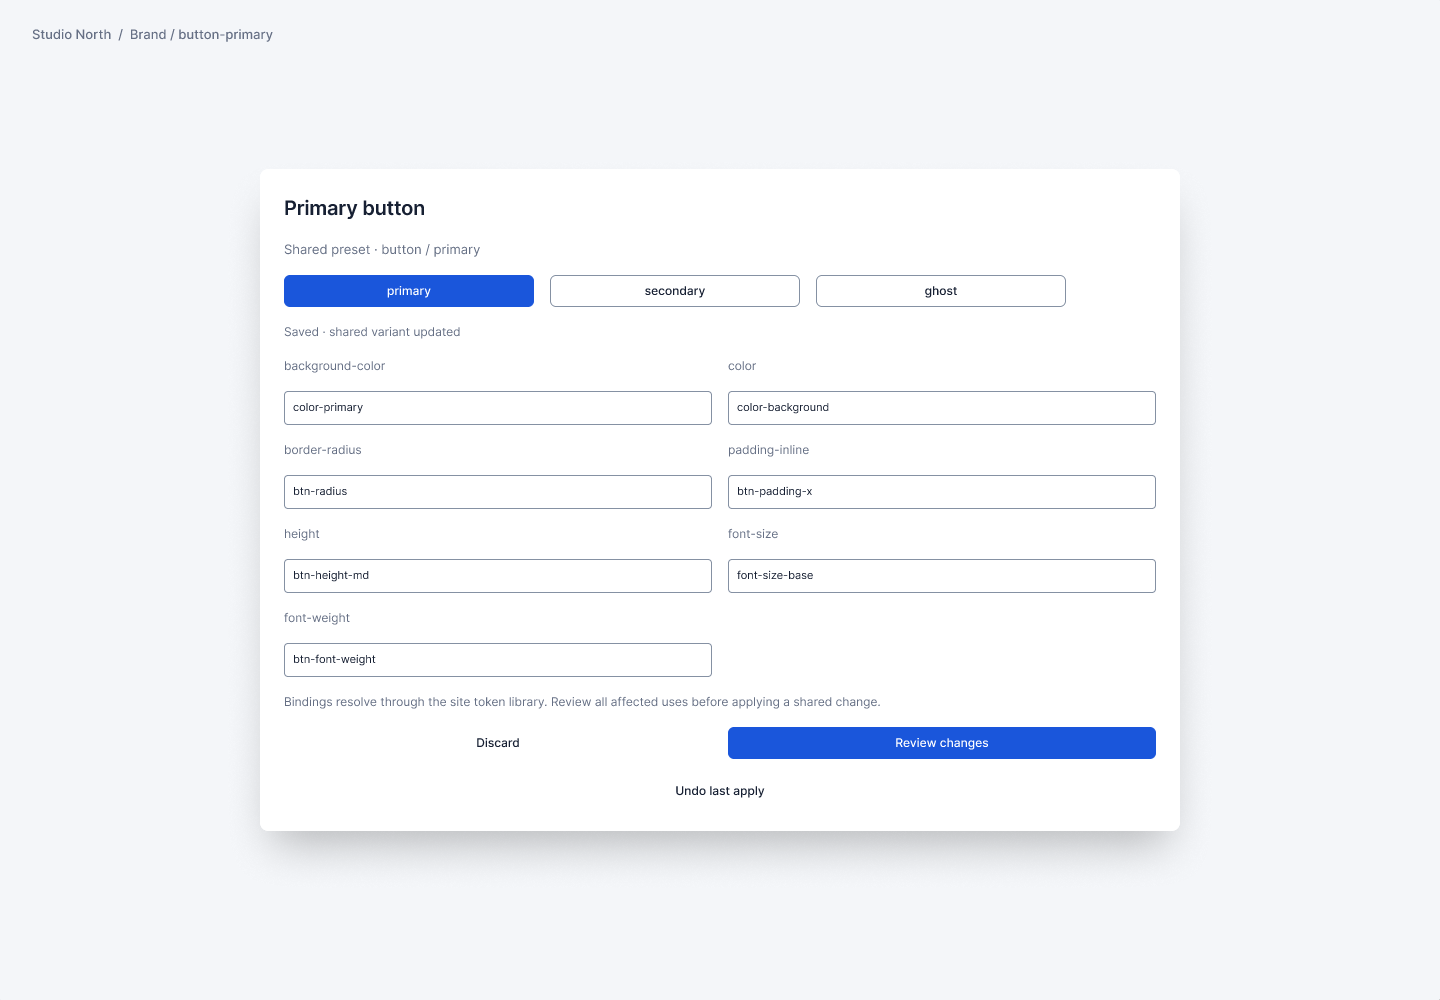 Studio North / Brand / button-primary
Primary button
Shared preset · button / primary
primary secondary ghost
Saved · shared variant updated
background-color color
color-primary color-background
border-radius padding-inline
btn-radius btn-padding-x
height font-size
btn-height-md font-size-base
font-weight
btn-font-weight
Bindings resolve through the site token library. Review all affected uses before applying a shared change.
Discard Review changes
Undo last apply